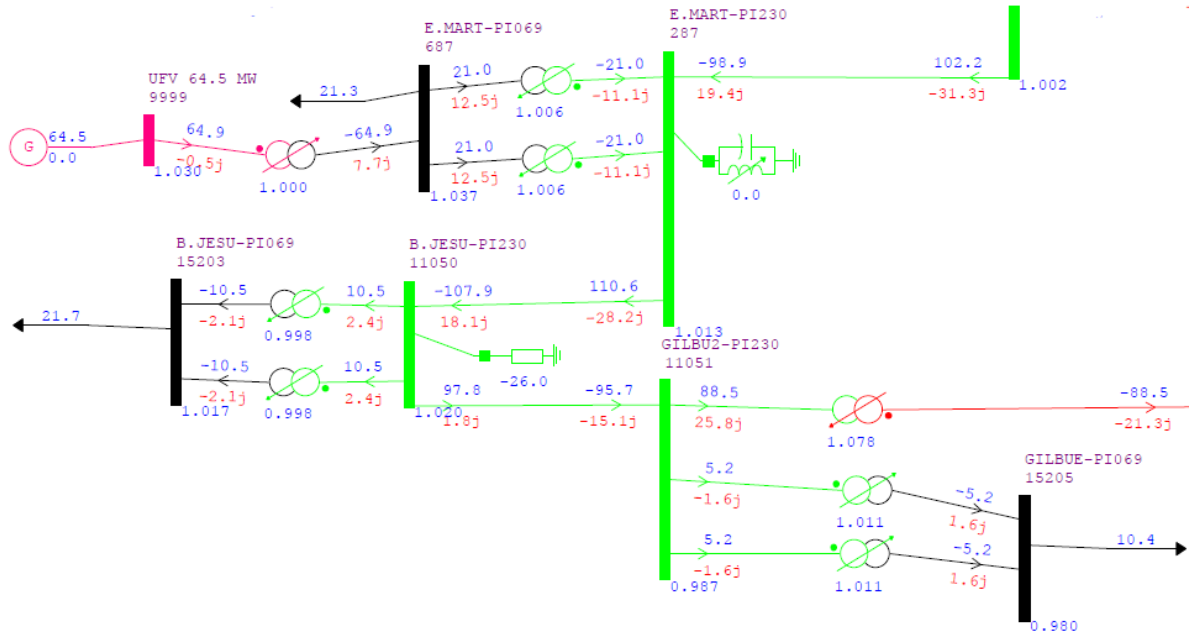 E.MART-PI230
287
E.MART-PI069
687
UFV 64.5 MW
9999
21.3
21.0
12.5j
1.006
-21.0
-11.1j
-98.9
19.4j
102.2
-31.3j
1.002
G
64.5
0.0
64.9
-0.5j
1.030
1.000
-64.9
7.7j
21.0
12.5j
1.037
1.006
-21.0
-11.1j
0.0
B.JESU-PI069
15203
B.JESU-PI230
11050
21.7
-10.5
-2.1j
0.998
10.5
2.4j
-107.9
18.1j
110.6
-28.2j
1.013
-10.5
-2.1j
1.017
0.998
10.5
2.4j
-26.0
1.020
97.8
1.8j
-95.7
-15.1j
GILBU2-PI230
11051
88.5
25.8j
1.078
-88.5
-21.3j
GILBUE-PI069
15205
5.2
-1.6j
1.011
-5.2
1.6j
10.4
5.2
-1.6j
1.011
-5.2
1.6j
0.987
0.980